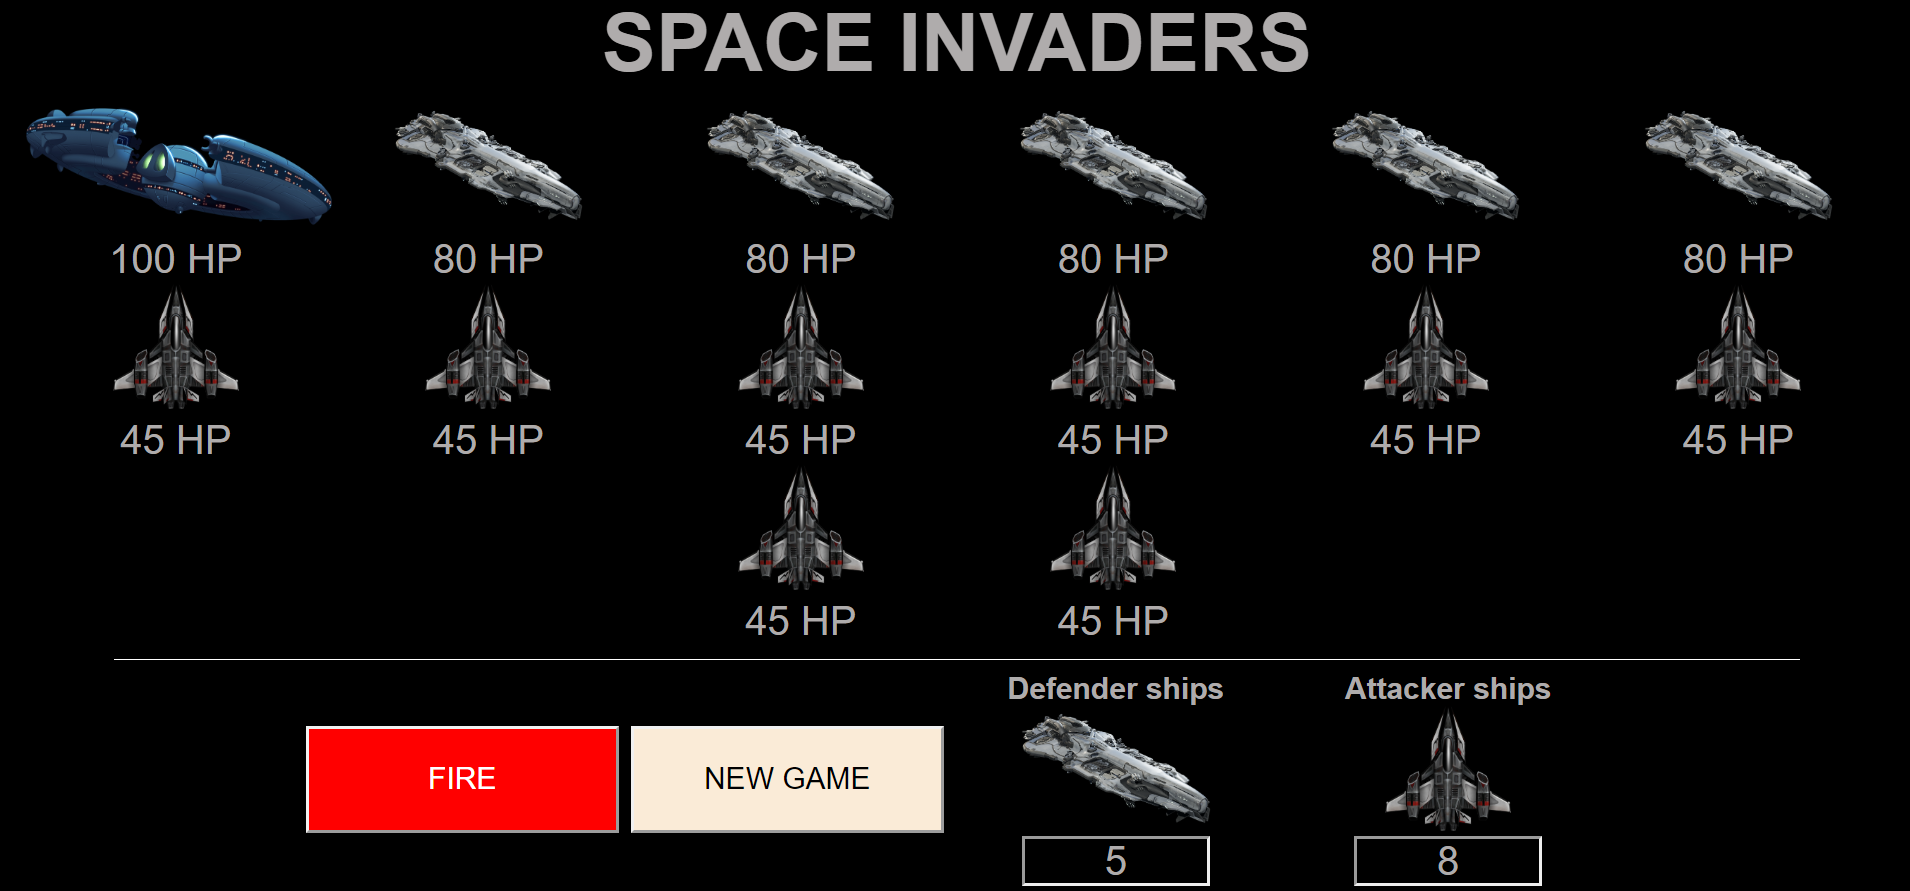 SPACE INVADERS
100 HP 80 HP 80 HP 80 HP 80 HP 80 HP
45 HP 45 HP 45 HP 45 HP 45 HP 45 HP
45 HP 45 HP
Defender ships Attacker ships
FIRE NEW GAME
5 8